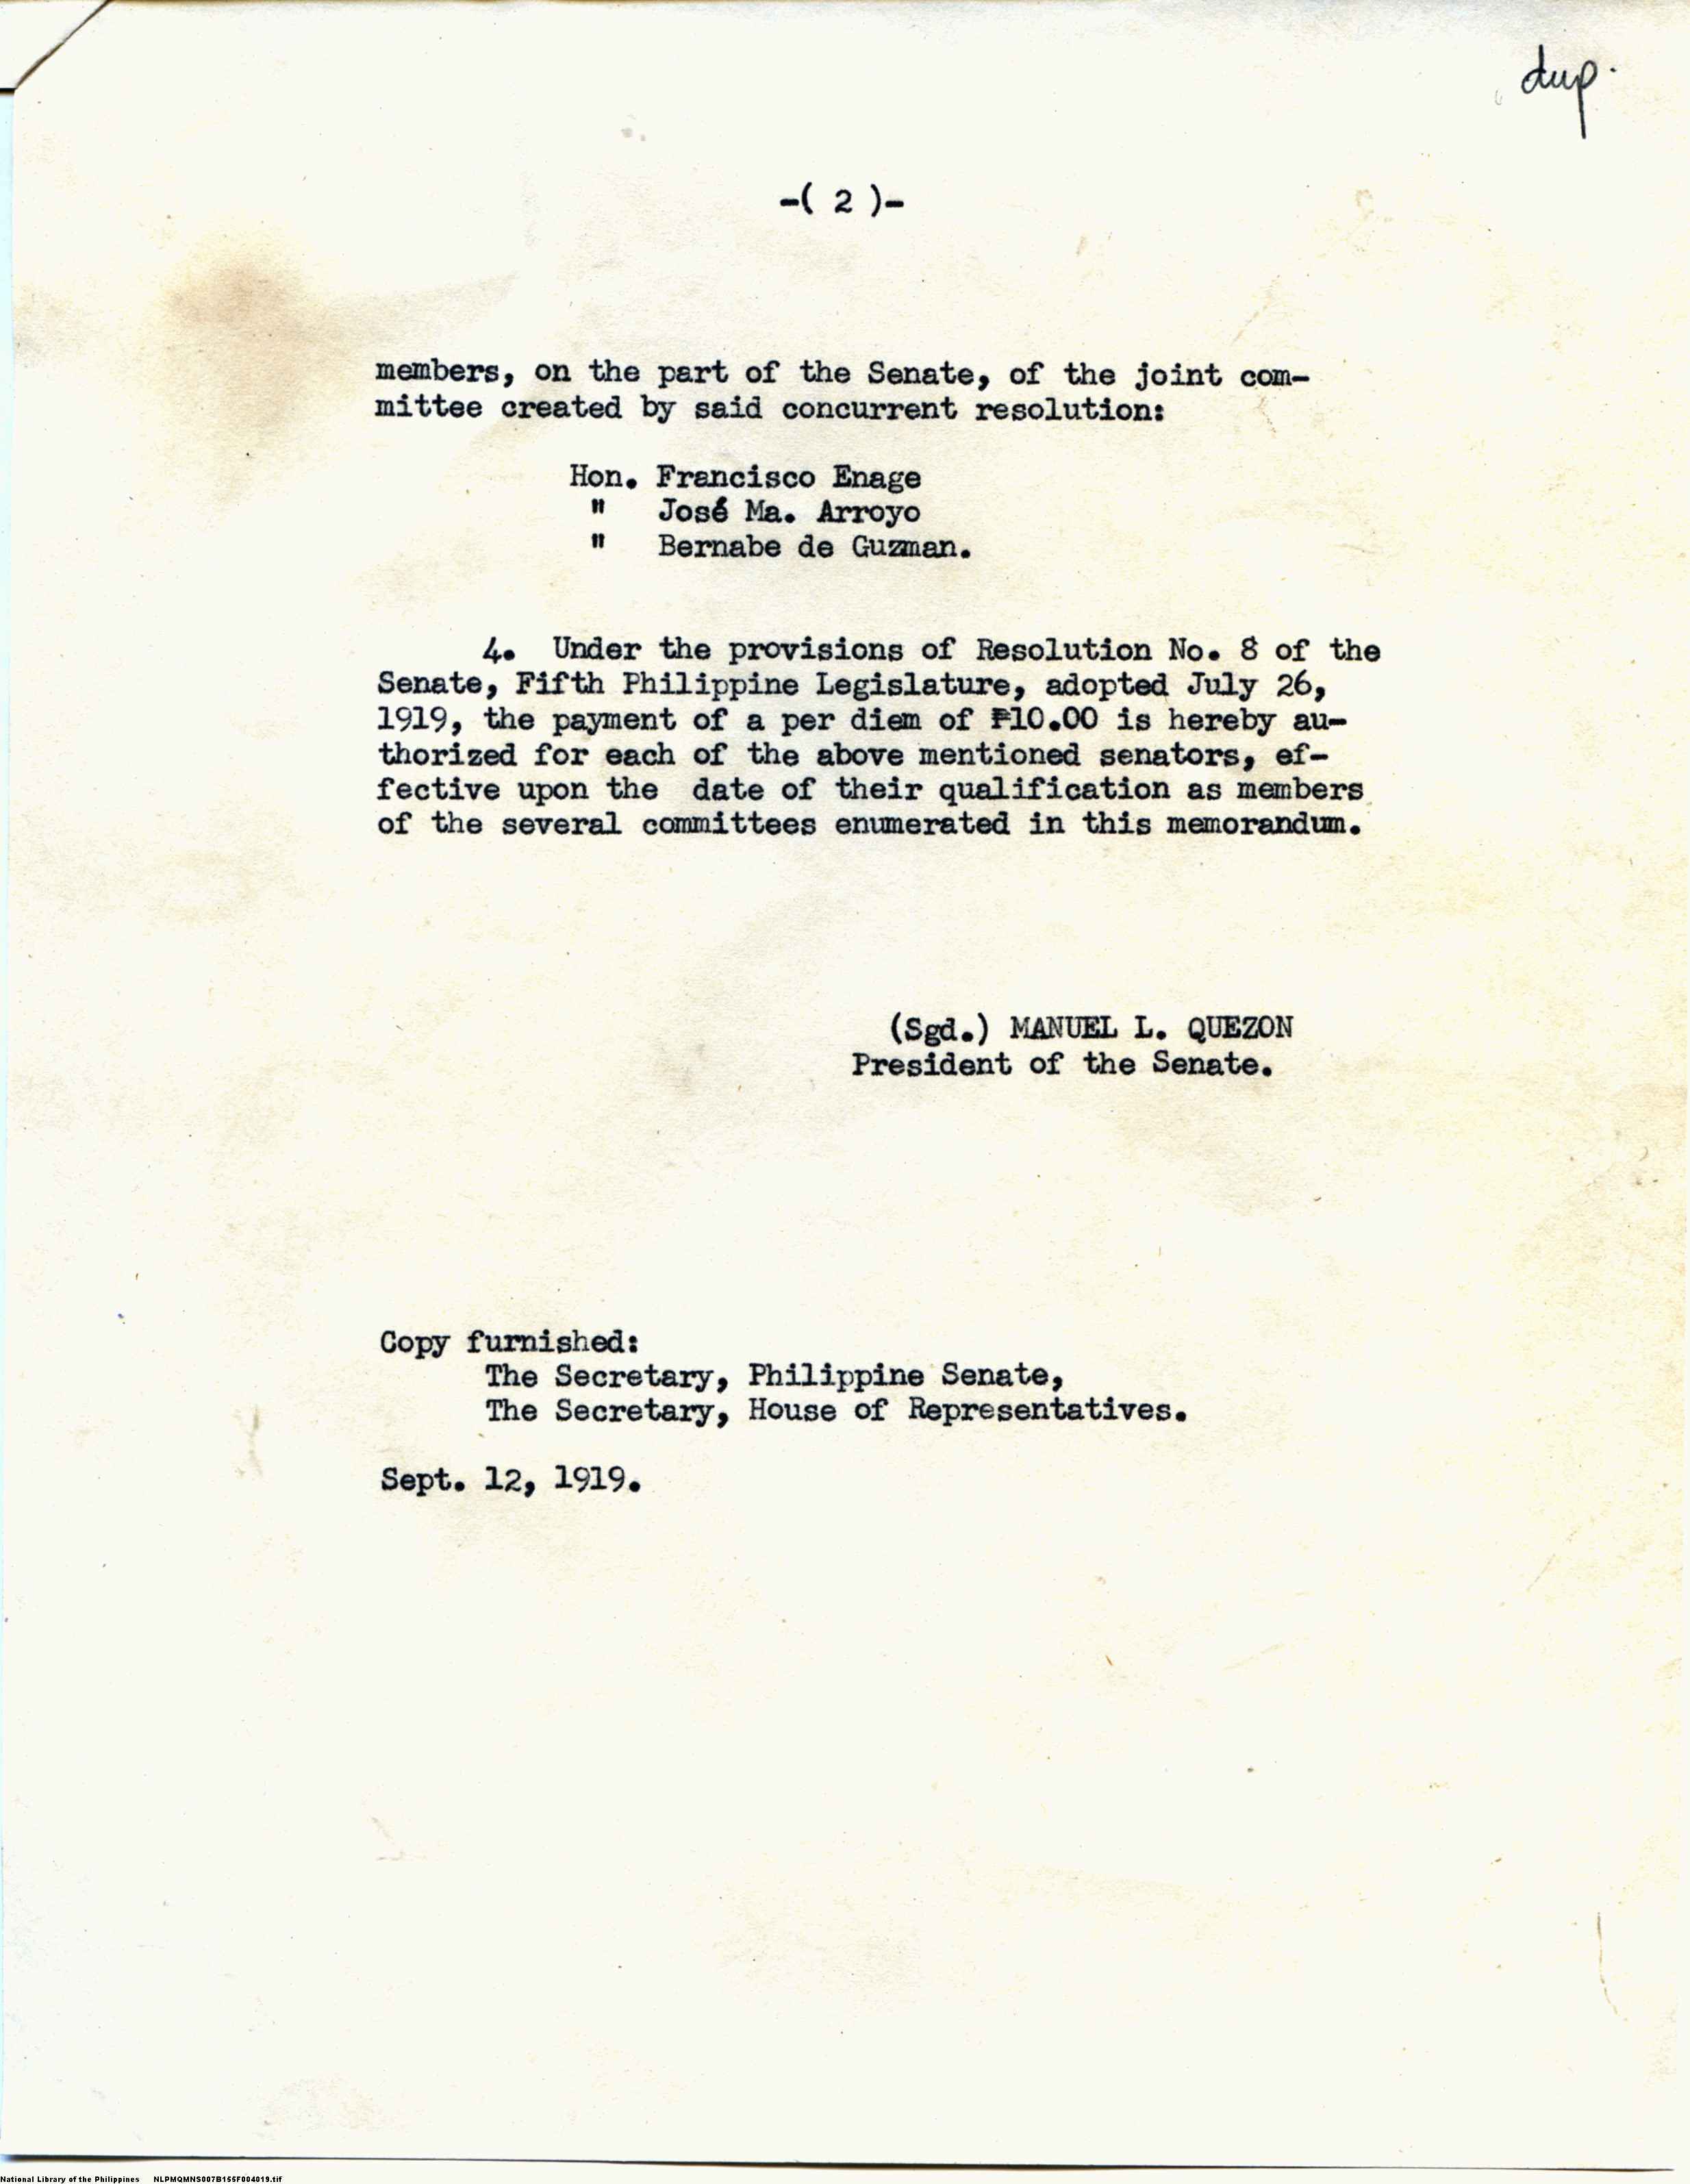 dup.
-( 2 )-
members, on the part of the Senate, of the joint com-
mittee created by said concurrent resolution:
Hon. Francisco Enage
" José Ma. Arroyo
" Bernabe de Guzman.
4. Under the provisions of Resolution No. 8 of the
Senate, Fifth Philippine Legislature, adopted July 26,
1919, the payment of a per diem of ₱10.00 is hereby au-
thorized for each of the above mentioned senators, ef-
fective upon the date of their qualification as members
of the several committees enumerated in this memorandum.
(Sgd.) MANUEL L. QUEZON
President of the Senate.
Copy furnished:
The Secretary, Philippine Senate,
The Secretary, House of Representatives.
Sept. 12, 1919.
National Library of the Philippines NLPMQMNS007B155F004019.tif